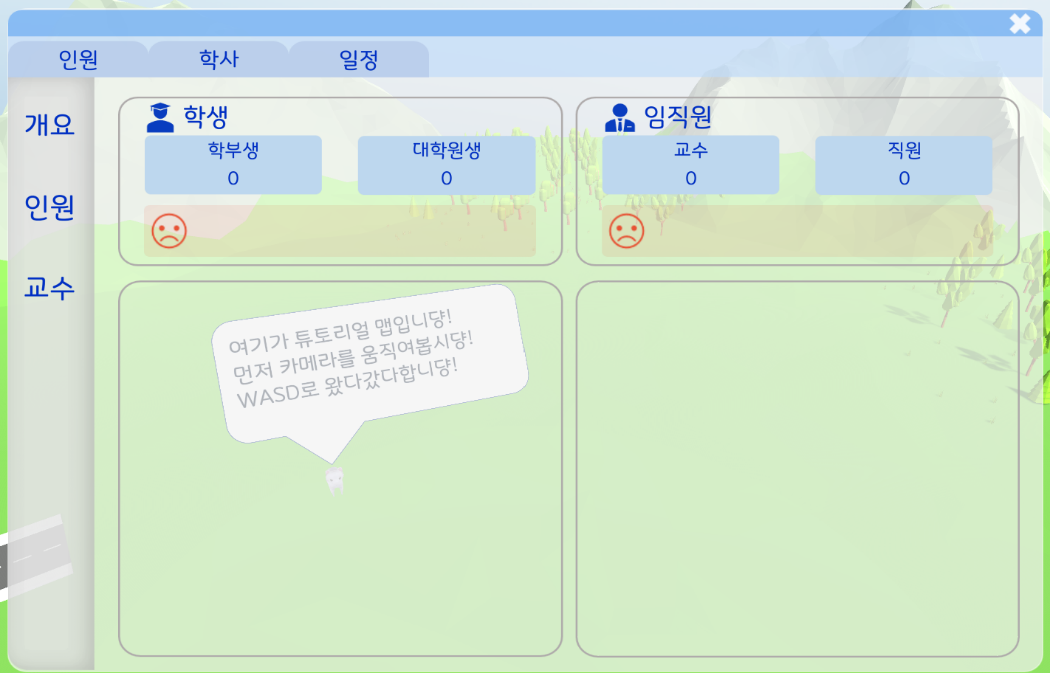 인원 학사 일정
개요
인원
교수
학생
학부생
0
대학원생
0
임직원
교수
0
직원
0
여기가 튜토리얼 맵입니댱!
먼저 카메라를 움직여봅시댱!
WASD로 왔다갔다합니댱!